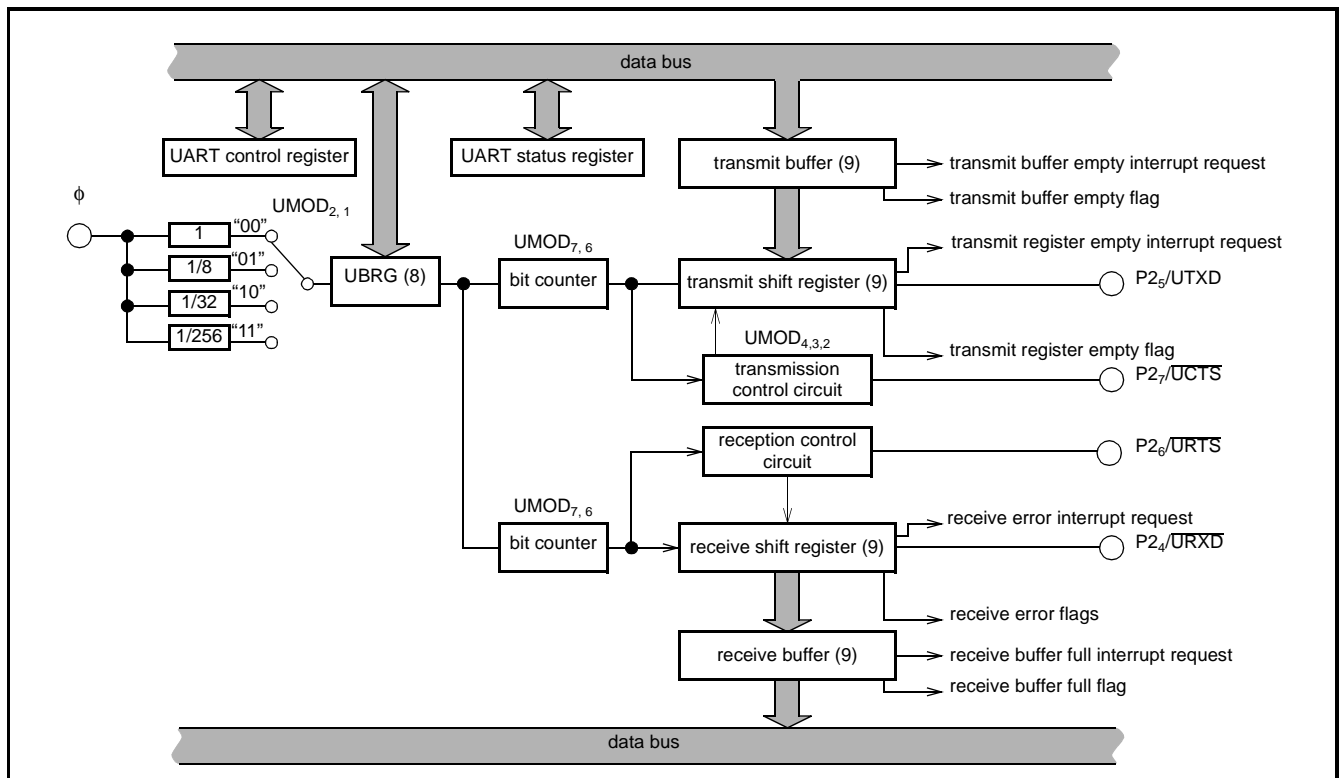 data bus
UART control register
UART status register
transmit buffer (9)
transmit buffer empty interrupt request
transmit buffer empty flag
ϕ
UMOD2, 1
1
“00”
1/8
“01”
1/32
“10”
1/256
“11”
UBRG (8)
UMOD7, 6
bit counter
transmit shift register (9)
transmit register empty interrupt request
P25/UTXD
UMOD4,3,2
transmit register empty flag
transmission
control circuit
P27/U̅C̅T̅S̅
reception control
circuit
P26/U̅R̅T̅S̅
UMOD7, 6
bit counter
receive shift register (9)
receive error interrupt request
P24/U̅R̅X̅D̅
receive error flags
receive buffer (9)
receive buffer full interrupt request
receive buffer full flag
data bus